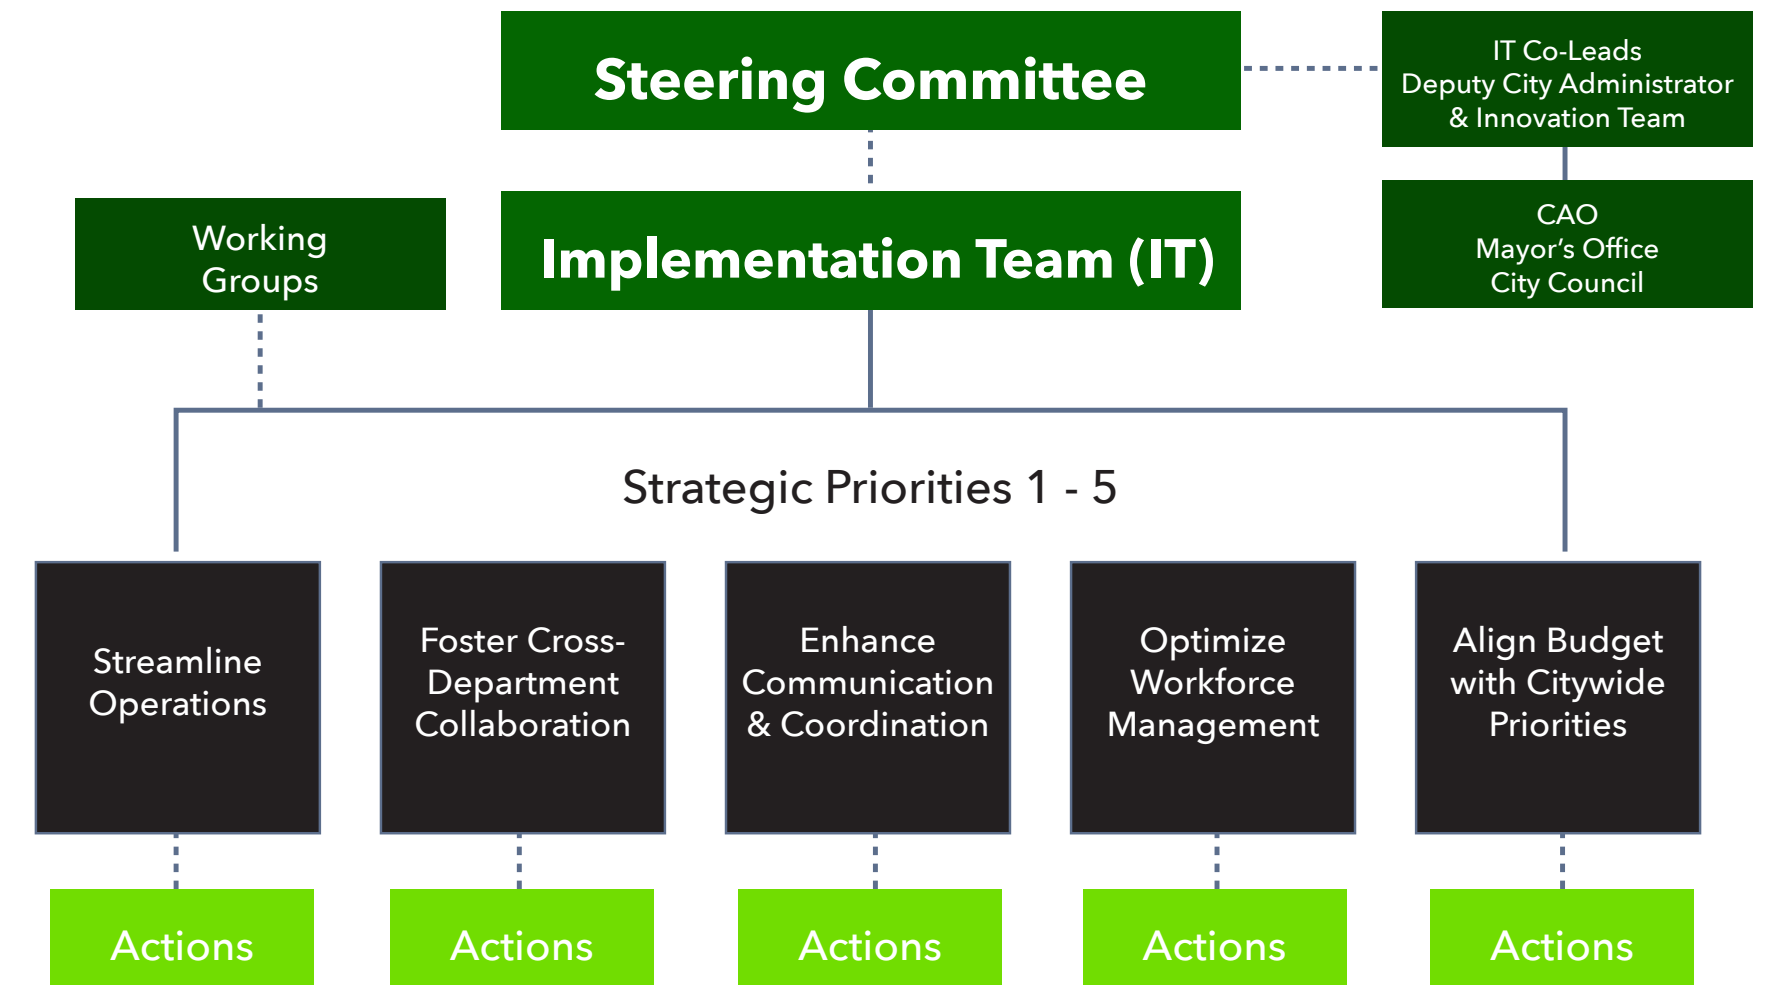 Steering Committee
IT Co-Leads
Deputy City Administrator
& Innovation Team
Working
Groups
Implementation Team (IT)
CAO
Mayor’s Office
City Council
Strategic Priorities 1 - 5
Streamline
Operations
Foster Cross-
Department
Collaboration
Enhance
Communication
& Coordination
Optimize
Workforce
Management
Align Budget
with Citywide
Priorities
Actions
Actions
Actions
Actions
Actions